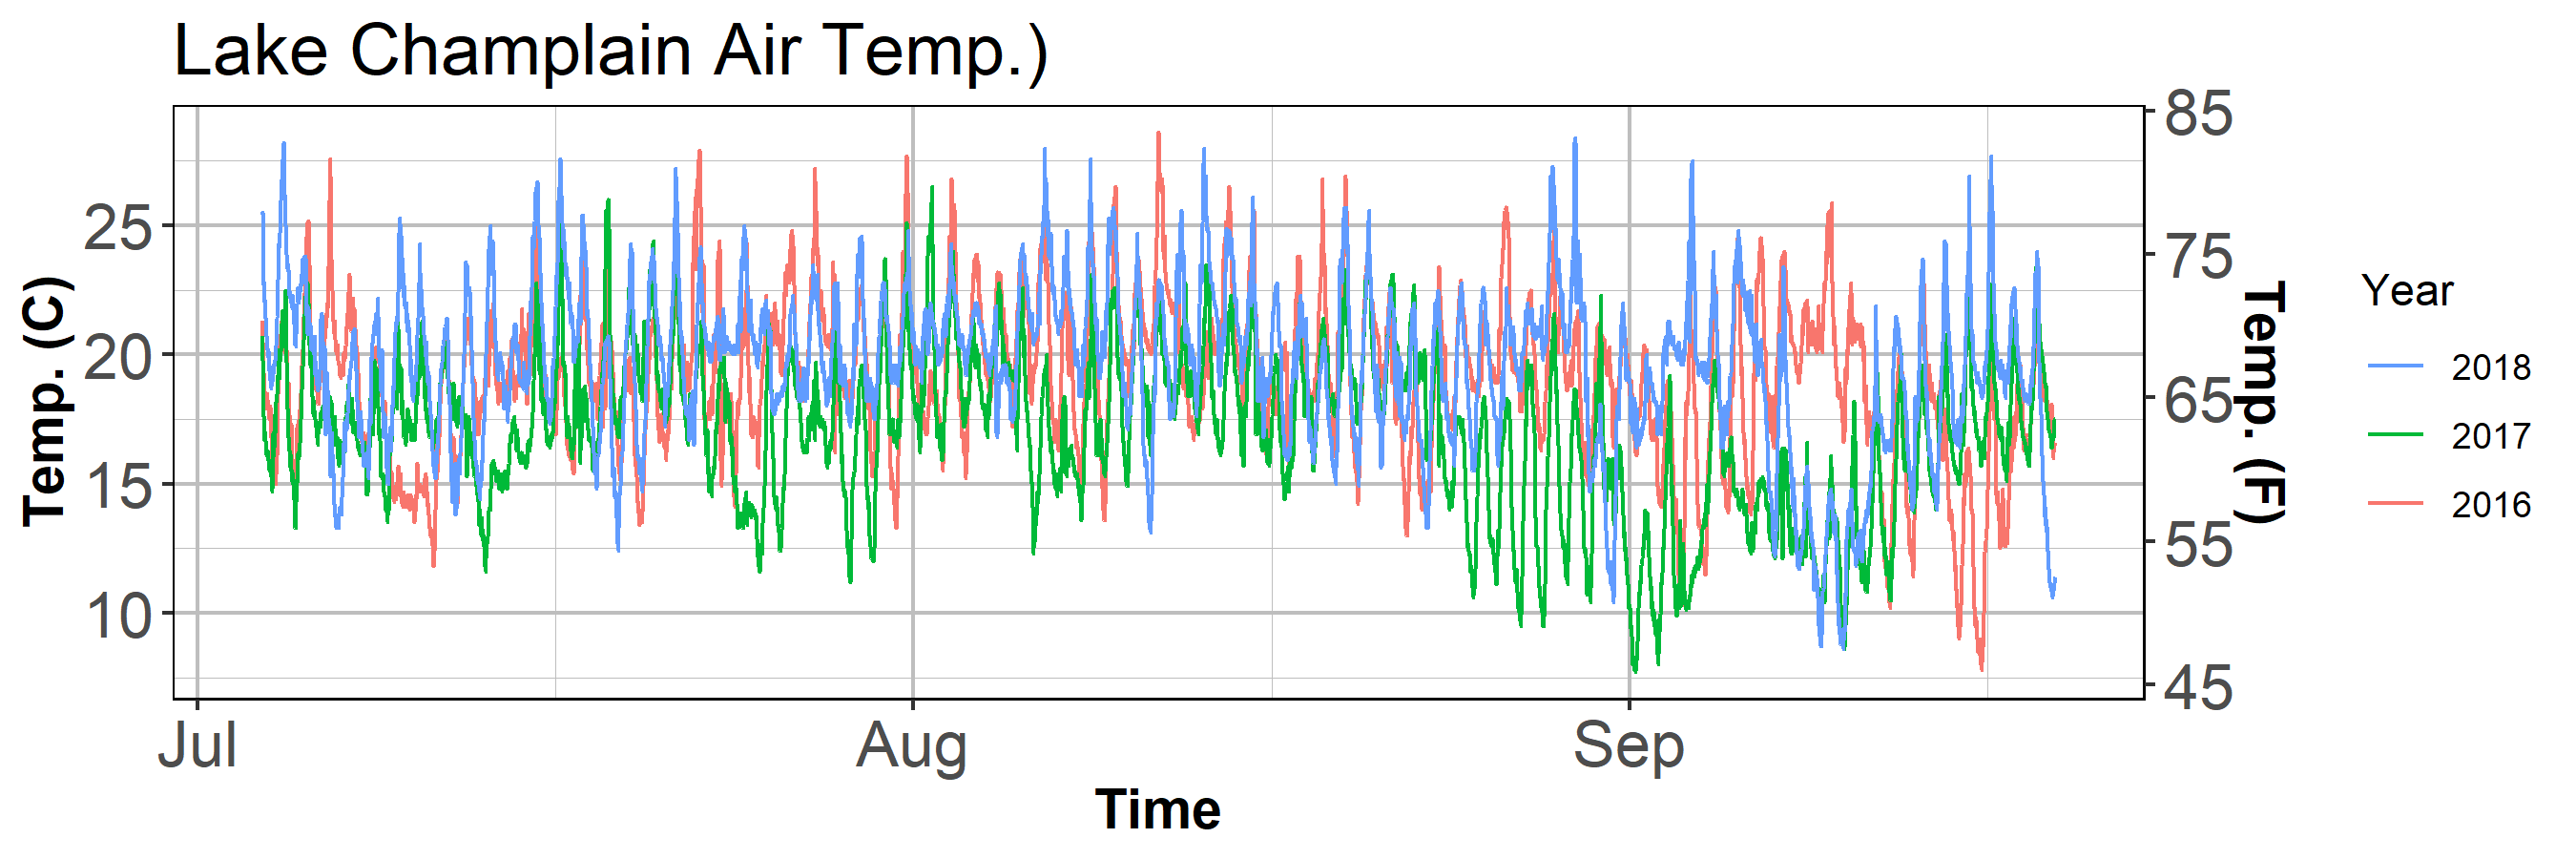 Lake Champlain Air Temp.)
Temp. (C)
25
20
15
10
85
75
65
55
45
Temp. (F)
Jul
Aug
Sep
Time
Year
2018
2017
2016